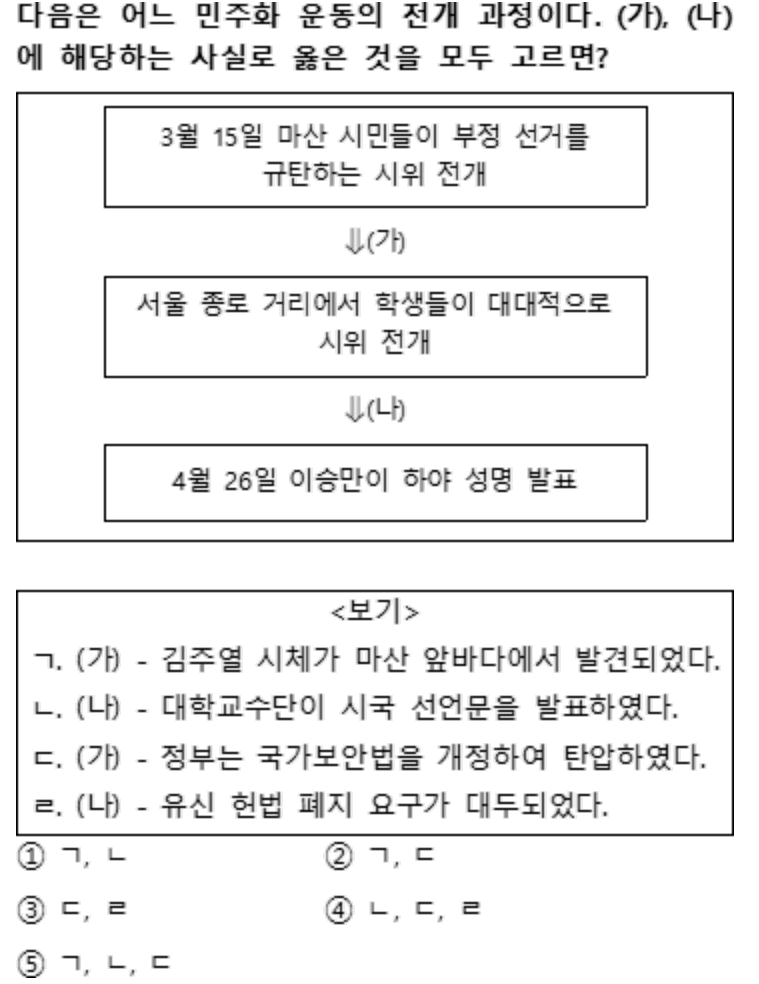 다음은 어느 민주화 운동의 전개 과정이다. (가), (나)
에 해당하는 사실로 옳은 것을 모두 고르면?
3월 15일 마산 시민들이 부정 선거를
규탄하는 시위 전개
⇓(가)
서울 종로 거리에서 학생들이 대대적으로
시위 전개
⇓(나)
4월 26일 이승만이 하야 성명 발표
<보기>
ㄱ. (가) - 김주열 시체가 마산 앞바다에서 발견되었다.
ㄴ. (나) - 대학교수단이 시국 선언문을 발표하였다.
ㄷ. (가) - 정부는 국가보안법을 개정하여 탄압하였다.
ㄹ. (나) - 유신 헌법 폐지 요구가 대두되었다.
① ㄱ, ㄴ ② ㄱ, ㄷ
③ ㄷ, ㄹ ④ ㄴ, ㄷ, ㄹ
⑤ ㄱ, ㄴ, ㄷ